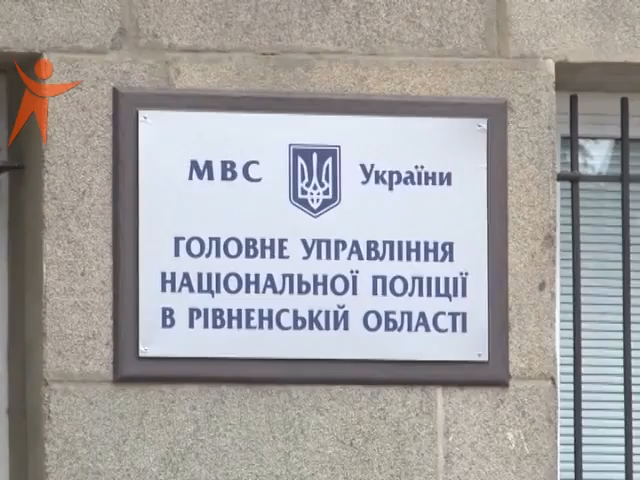 МВС України
ГОЛОВНЕ УПРАВЛІННЯ
НАЦІОНАЛЬНОЇ ПОЛІЦІЇ
В РІВНЕНСЬКІЙ ОБЛАСТІ